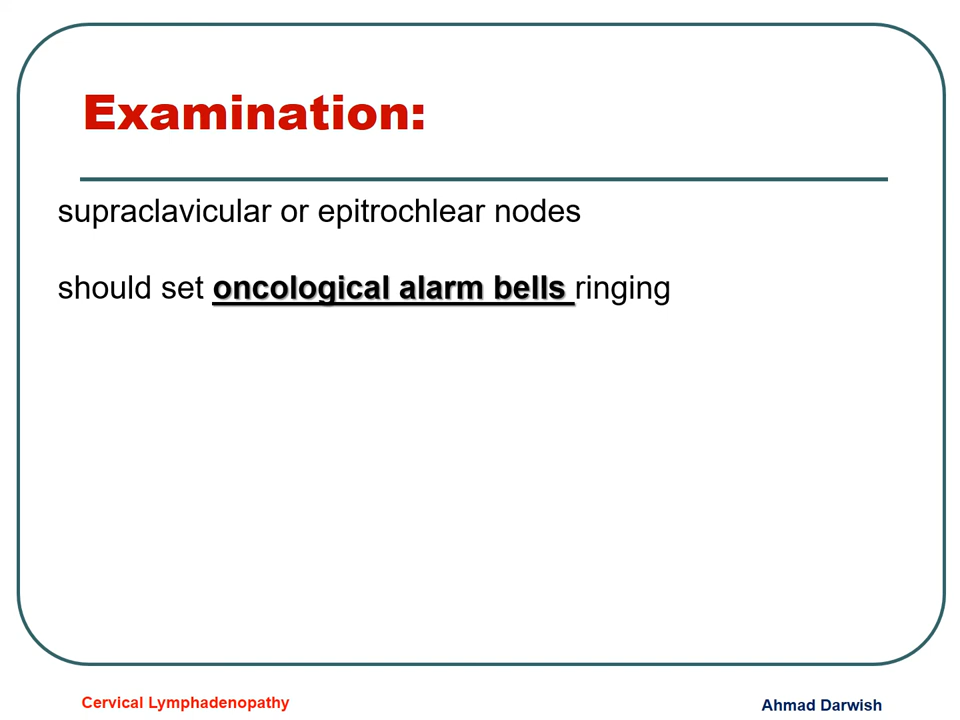 Examination:
supraclavicular or epitrochlear nodes
should set oncological alarm bells ringing
Cervical Lymphadenopathy
Ahmad Darwish